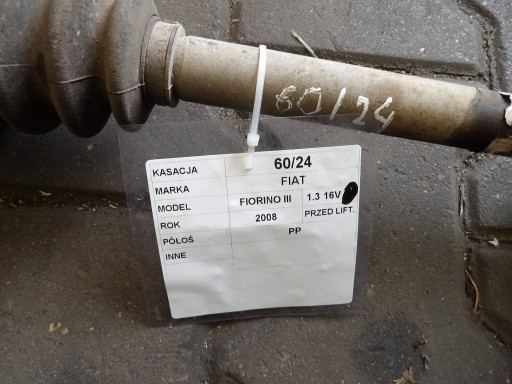 60/24
KASACJA 60/24
MARKA FIAT
MODEL FIORINO III 1.3 16V
ROK 2008 PRZED LIFT.
PÓŁOŚ PP
INNE